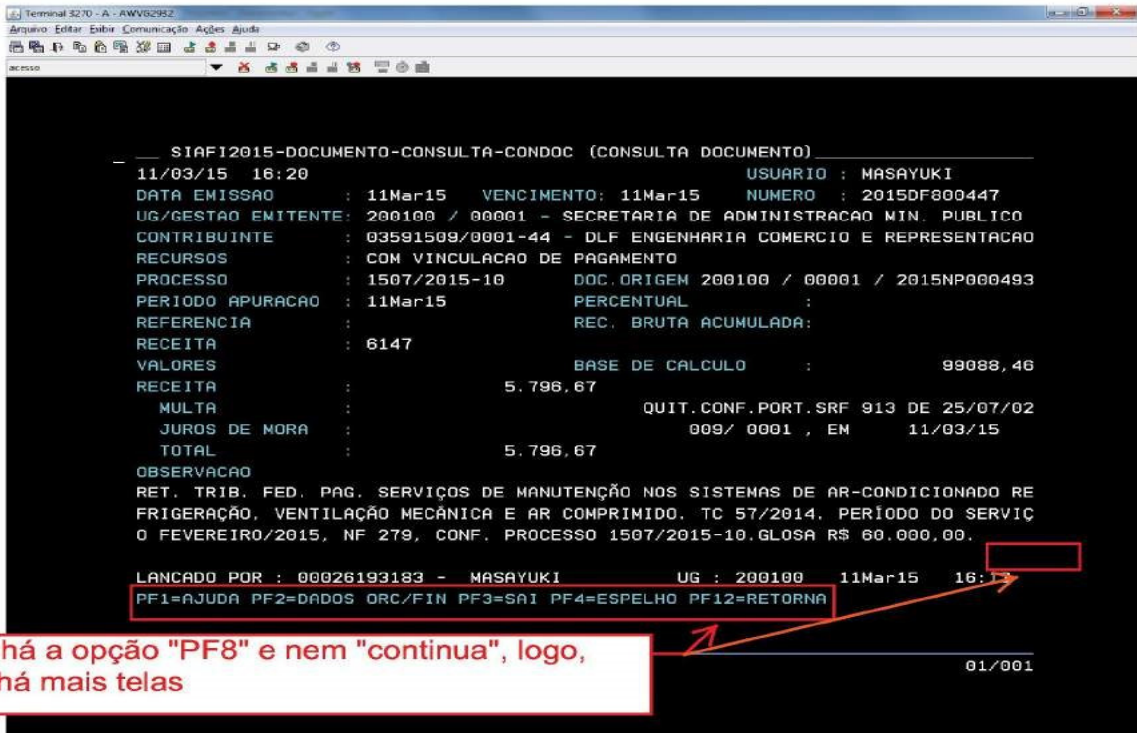 Terminal 3270 - A - AWVG2932
Arquivo Editar Exibir Comunicação Ações Ajuda
acesso
SIAFI2015-DOCUMENTO-CONSULTA-CONDOC (CONSULTA DOCUMENTO)
11/03/15 16:20 USUARIO : MASAYUKI
DATA EMISSAO : 11Mar15 VENCIMENTO: 11Mar15 NUMERO : 2015DF800447
UG/GESTAO EMITENTE: 200100 / 00001 - SECRETARIA DE ADMINISTRACAO MIN. PUBLICO
CONTRIBUINTE : 03591509/0001-44 - DLF ENGENHARIA COMERCIO E REPRESENTACAO
RECURSOS : COM VINCULACAO DE PAGAMENTO
PROCESSO : 1507/2015-10 DOC.ORIGEM 200100 / 00001 / 2015NP000493
PERIODO APURACAO : 11Mar15 PERCENTUAL :
REFERENCIA : REC. BRUTA ACUMULADA:
RECEITA : 6147
VALORES BASE DE CALCULO : 99088,46
RECEITA : 5.796,67
MULTA : QUIT.CONF.PORT.SRF 913 DE 25/07/02
JUROS DE MORA : 009/ 0001 , EM 11/03/15
TOTAL : 5.796,67
OBSERVACAO
RET. TRIB. FED. PAG. SERVIÇOS DE MANUTENÇÃO NOS SISTEMAS DE AR-CONDICIONADO RE
FRIGERAÇÃO, VENTILAÇÃO MECÂNICA E AR COMPRIMIDO. TC 57/2014. PERÍODO DO SERVIÇ
O FEVEREIRO/2015, NF 279, CONF. PROCESSO 1507/2015-10.GLOSA R$ 60.000,00.
LANCADO POR : 00026193183 - MASAYUKI UG : 200100 11Mar15 16:
PF1=AJUDA PF2=DADOS ORC/FIN PF3=SAI PF4=ESPELHO PF12=RETORNA
há a opção "PF8" e nem "continua", logo,
há mais telas
01/001